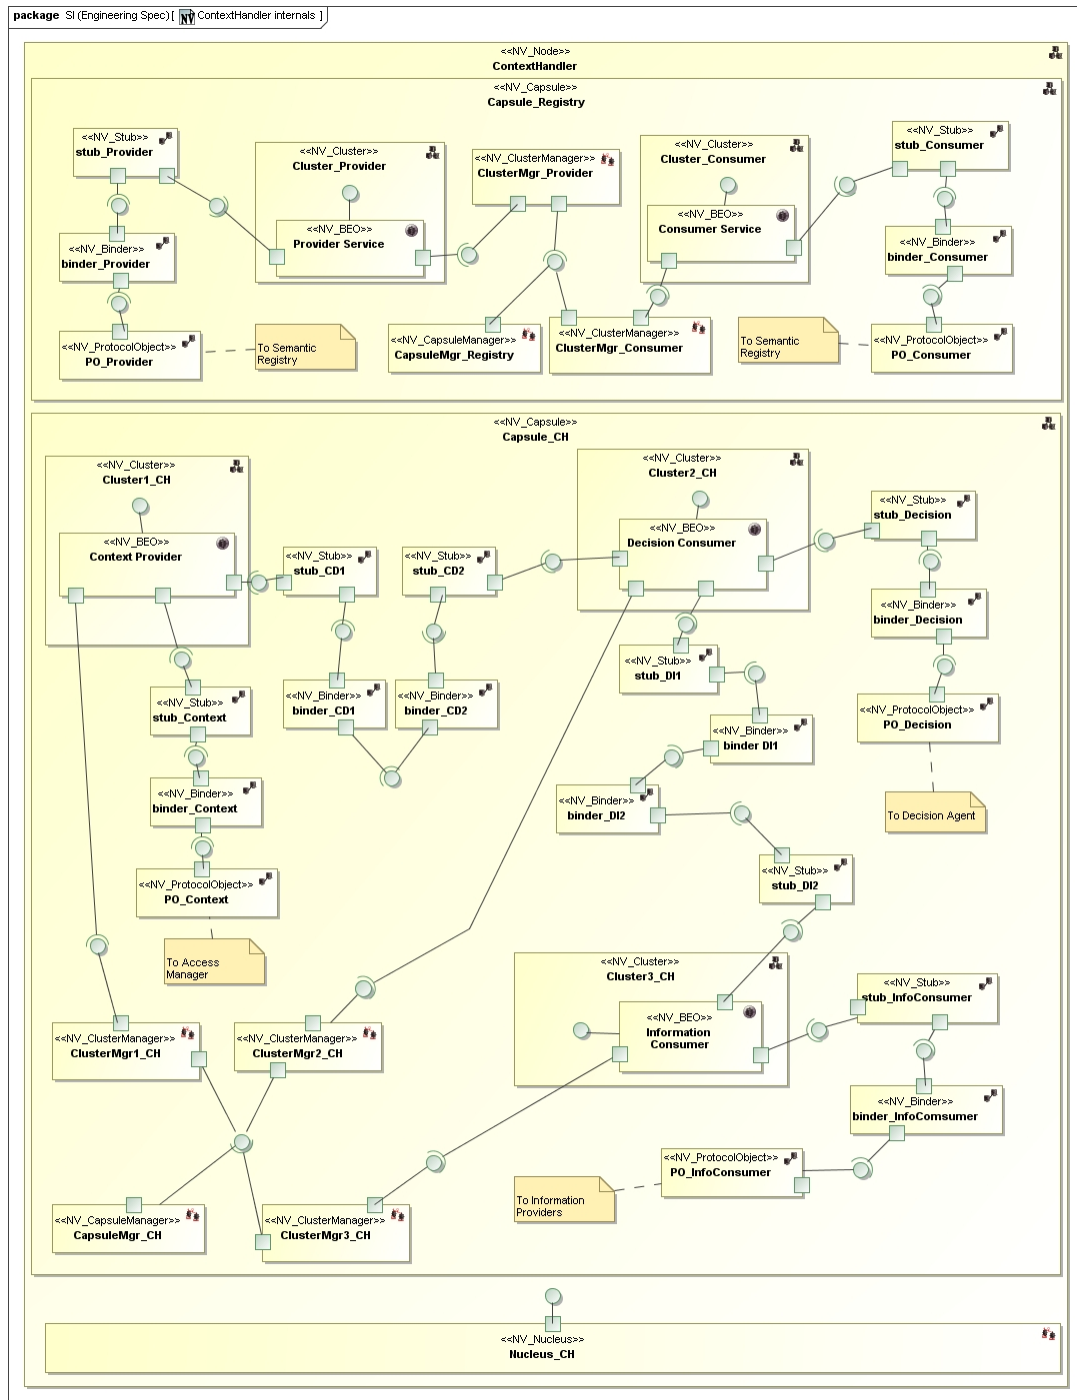 package SI (Engineering Spec)[ NV ContextHandler internals ]
<<NV_Node>>
ContextHandler
<<NV_Capsule>>
Capsule_Registry
<<NV_Stub>>
stub_Provider
<<NV_Cluster>>
Cluster_Provider
<<NV_ClusterManager>>
ClusterMgr_Provider
<<NV_Cluster>>
Cluster_Consumer
<<NV_Stub>>
stub_Consumer
<<NV_BEO>>
Provider Service
<<NV_BEO>>
Consumer Service
<<NV_Binder>>
binder_Provider
<<NV_Binder>>
binder_Consumer
<<NV_ProtocolObject>>
PO_Provider
To Semantic
Registry
<<NV_CapsuleManager>>
CapsuleMgr_Registry
<<NV_ClusterManager>>
ClusterMgr_Consumer
To Semantic
Registry
<<NV_ProtocolObject>>
PO_Consumer
<<NV_Capsule>>
Capsule_CH
<<NV_Cluster>>
Cluster1_CH
<<NV_Cluster>>
Cluster2_CH
<<NV_Stub>>
stub_Decision
<<NV_BEO>>
Context Provider
<<NV_Stub>>
stub_CD1
<<NV_Stub>>
stub_CD2
<<NV_BEO>>
Decision Consumer
<<NV_Binder>>
binder_Decision
<<NV_Stub>>
stub_DI1
<<NV_Stub>>
stub_Context
<<NV_Binder>>
binder_CD1
<<NV_Binder>>
binder_CD2
<<NV_ProtocolObject>>
PO_Decision
<<NV_Binder>>
binder DI1
<<NV_Binder>>
binder_Context
<<NV_Binder>>
binder_DI2
To Decision Agent
<<NV_ProtocolObject>>
PO_Context
<<NV_Stub>>
stub_DI2
To Access
Manager
<<NV_Cluster>>
Cluster3_CH
<<NV_Stub>>
stub_InfoConsumer
<<NV_ClusterManager>>
ClusterMgr1_CH
<<NV_ClusterManager>>
ClusterMgr2_CH
<<NV_BEO>>
Information
Consumer
<<NV_Binder>>
binder_InfoComsumer
<<NV_ProtocolObject>>
PO_InfoConsumer
To Information
Providers
<<NV_CapsuleManager>>
CapsuleMgr_CH
<<NV_ClusterManager>>
ClusterMgr3_CH
<<NV_Nucleus>>
Nucleus_CH